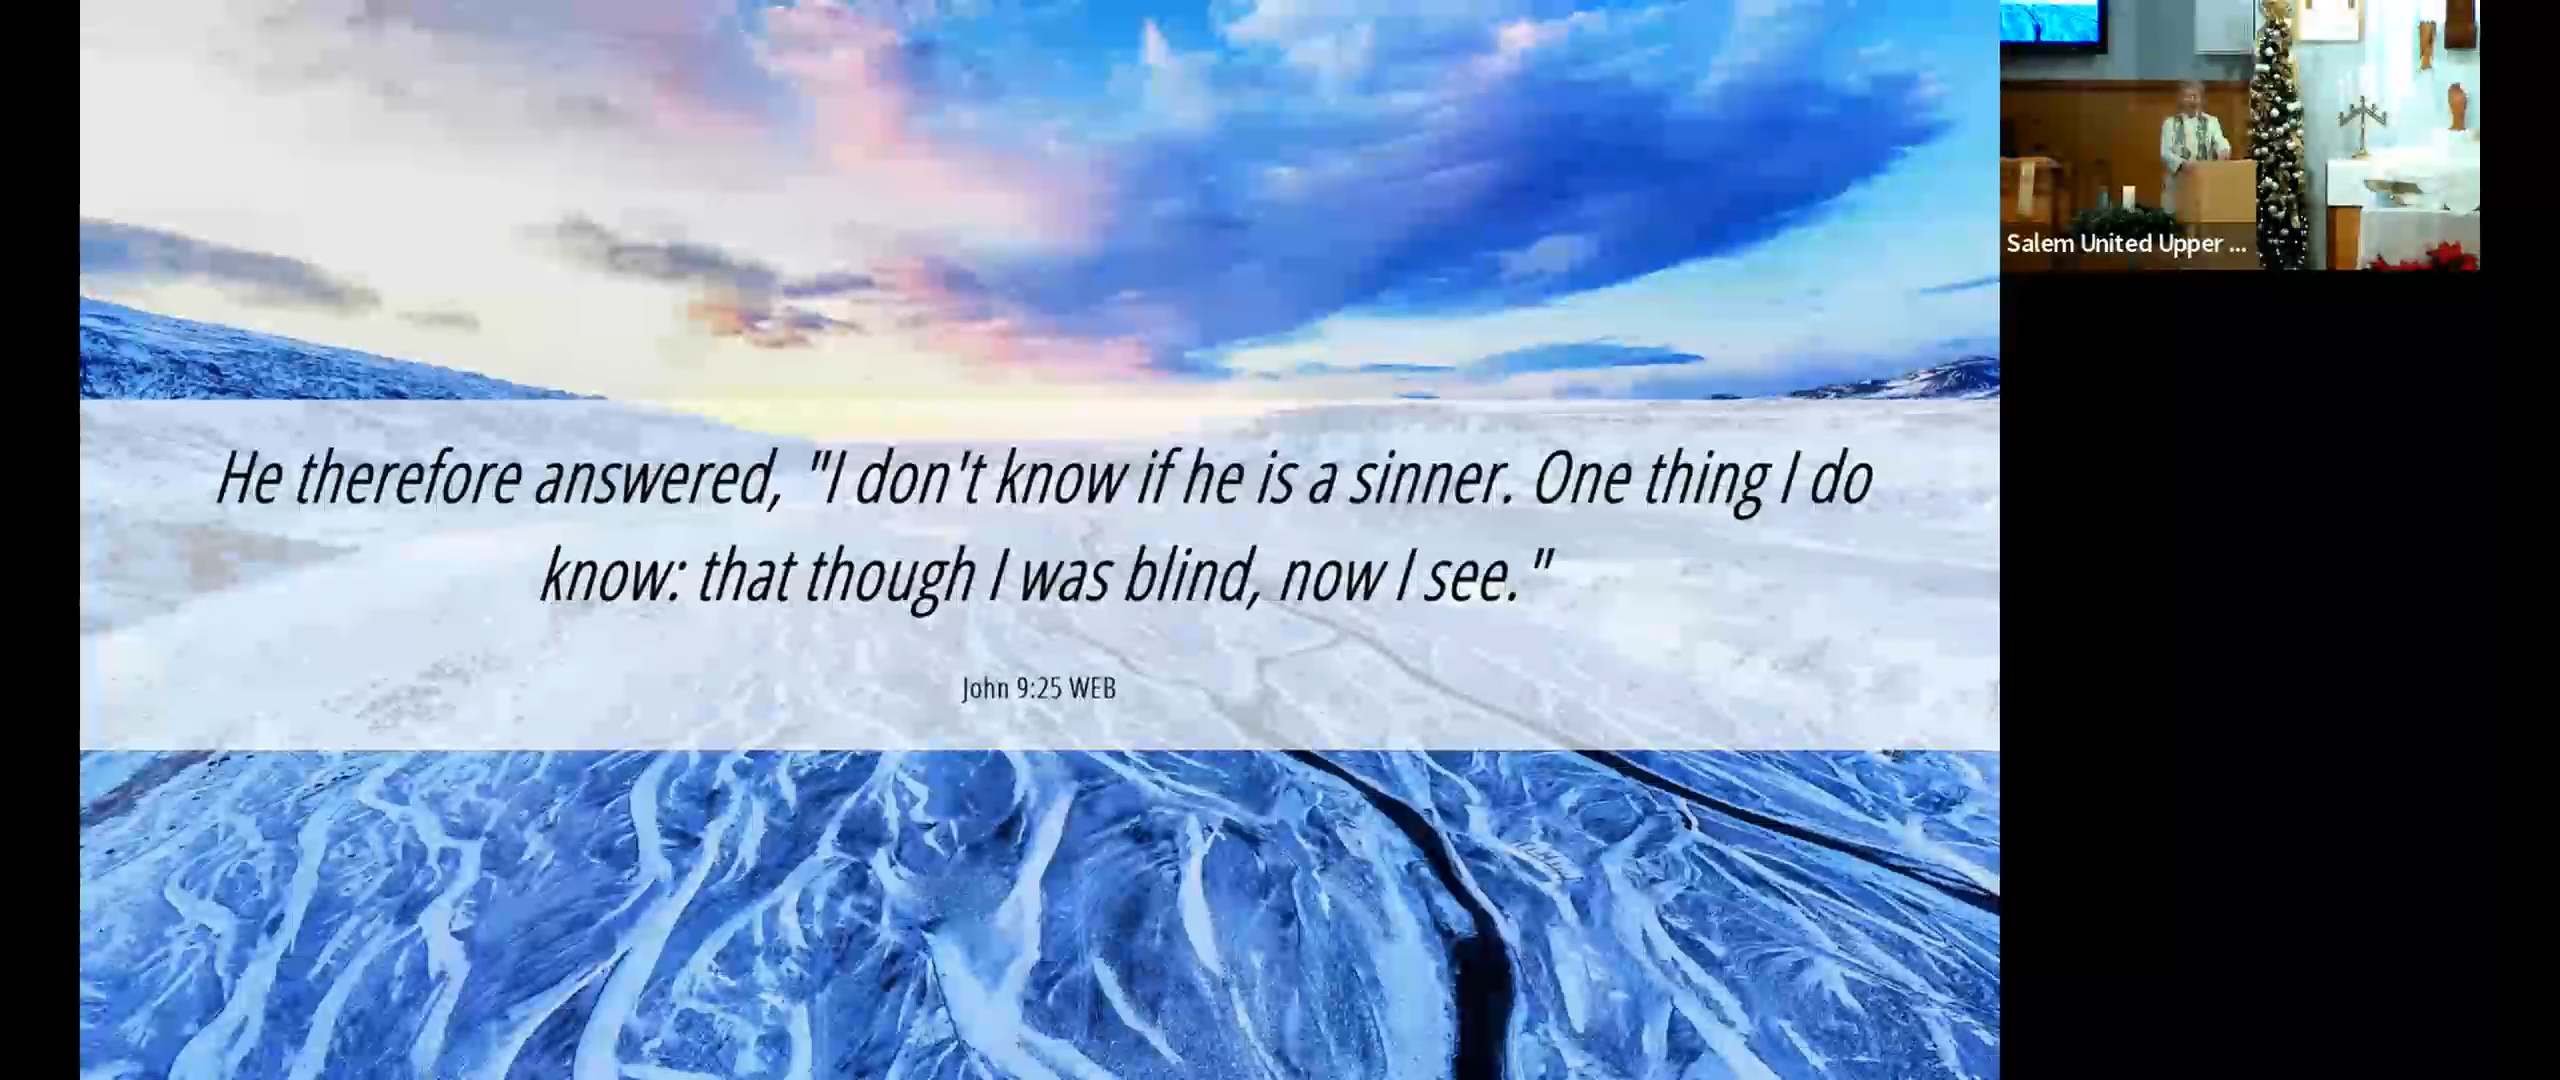 He therefore answered, "I don't know if he is a sinner. One thing I do
know: that though I was blind, now I see."
John 9:25 WEB
Salem United Upper ...